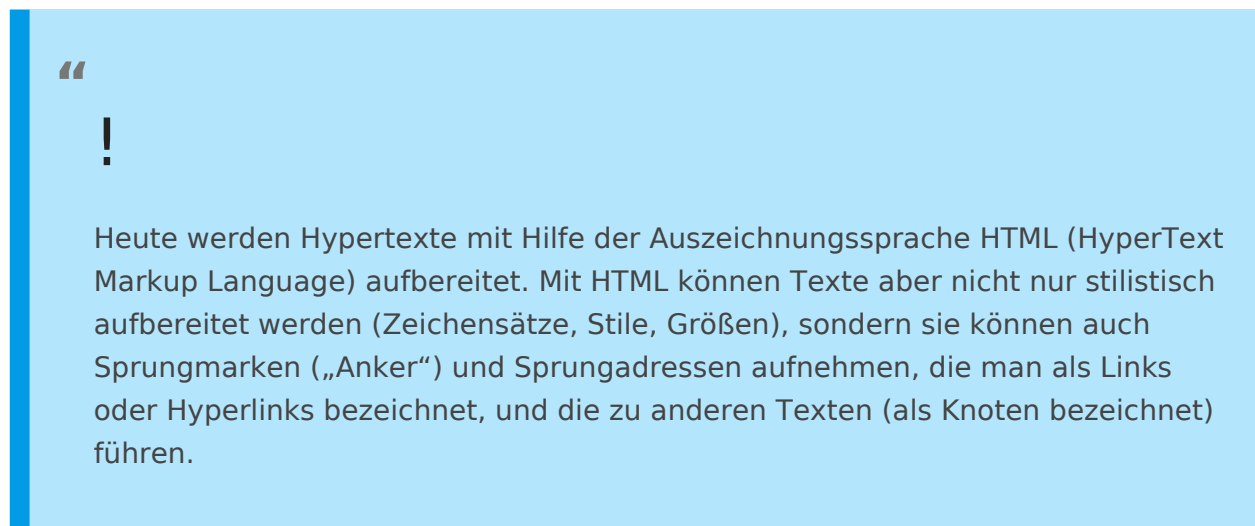 “
!
Heute werden Hypertexte mit Hilfe der Auszeichnungssprache HTML (HyperText
Markup Language) aufbereitet. Mit HTML können Texte aber nicht nur stilistisch
aufbereitet werden (Zeichensätze, Stile, Größen), sondern sie können auch
Sprungmarken („Anker“) und Sprungadressen aufnehmen, die man als Links
oder Hyperlinks bezeichnet, und die zu anderen Texten (als Knoten bezeichnet)
führen.